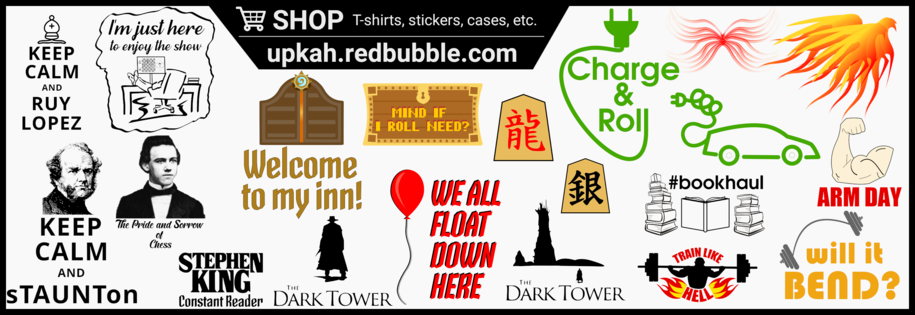 SHOP T-shirts, stickers, cases, etc.
upkah.redbubble.com
KEEP
CALM
AND
RUY
LOPEZ
I'm just here
to enjoy the show
KEEP
CALM
AND
sTAUNTon
The Pride and Sorrow
of
Chess
Welcome
to my inn!
MIND IF
I ROLL NEED?
龍
銀
STEPHEN
KING
Constant Reader
THE
DARK TOWER
WE ALL
FLOAT
DOWN
HERE
THE
DARK TOWER
Charge
&
Roll
#bookhaul
ARM DAY
TRAIN LIKE
HELL
will it
BEND?